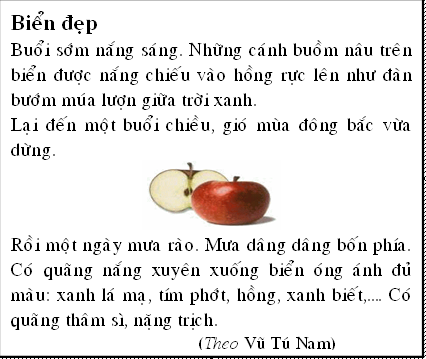 Biển đẹp
Buổi sớm nắng sáng. Những cánh buồm nâu trên
biển được nắng chiếu vào hồng rực lên như đàn
bướm múa lượn giữa trời xanh.
Lại đến một buổi chiều, gió mùa đông bắc vừa
dừng.
Rồi một ngày mưa rào. Mưa dăng dăng bốn phía.
Có quãng nắng xuyên xuống biển óng ánh đủ
màu: xanh lá mạ, tím phớt, hồng, xanh biếc,.... Có
quãng thâm sì, nặng trịch.
(Theo Vũ Tú Nam)